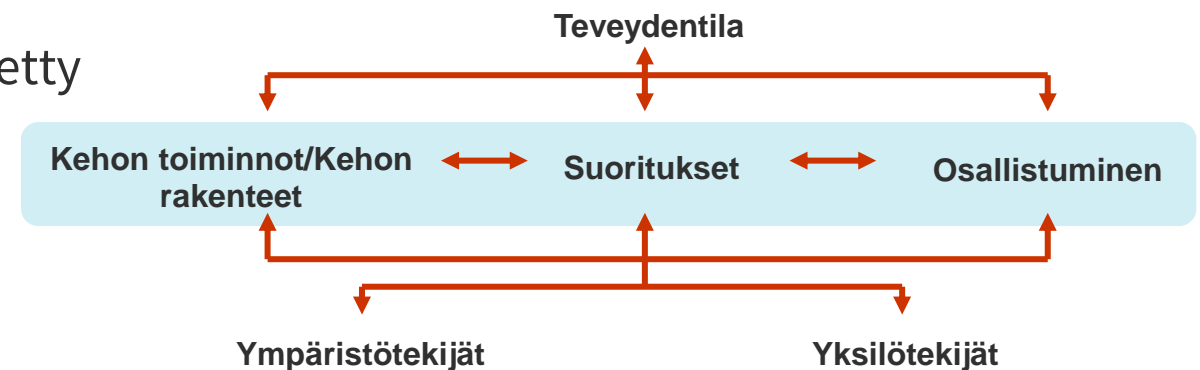 Teveydentila
etty
Kehon toiminnot/Kehon
rakenteet
Suoritukset
Osallistuminen
Ympäristötekijät
Yksilötekijät